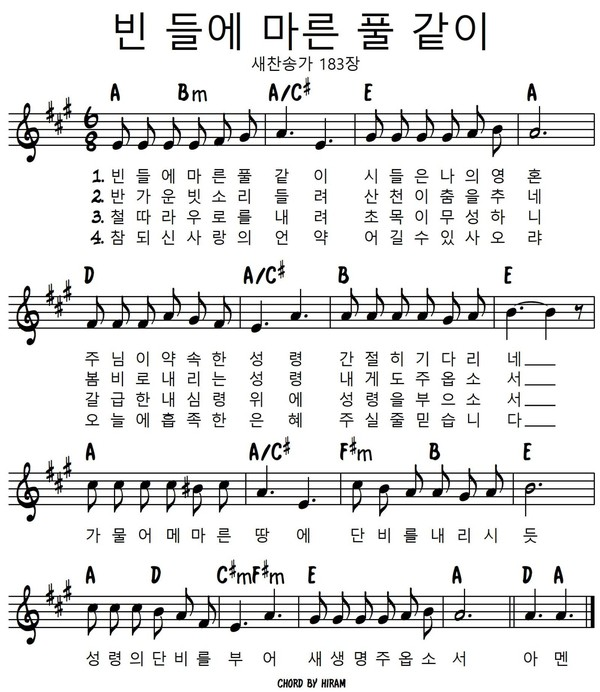 빈 들에 마른 풀 같이
새찬송가 183장
A Bm A/C# E A
6
8
1. 빈 들 에 마 른 풀 같 이 시 들 은 나 의 영 혼
2. 반 가 운 빗 소 리 들 려 산 천 이 춤 을 추 네
3. 철 따 라 우 로 를 내 려 초 목 이 무 성 하 니
4. 참 되 신 사 랑 의 언 약 어 길 수 있 사 오 랴
D A/C# B E
주 님 이 약 속 한 성 령 간 절 히 기 다 리 네
봄 비 로 내 리 는 성 령 내 게 도 주 옵 소 서
갈 급 한 내 심 령 위 에 성 령 을 부 으 소 서
오 늘 에 흡 족 한 은 혜 주 실 줄 믿 습 니 다
A A/C# F#m B E
가 물 어 메 마 른 땅 에 단 비 를 내 리 시 듯
A D C#m F#m E A D A
성 령 의 단 비 를 부 어 새 생 명 주 옵 소 서 아 멘
CHORD BY HIRAM